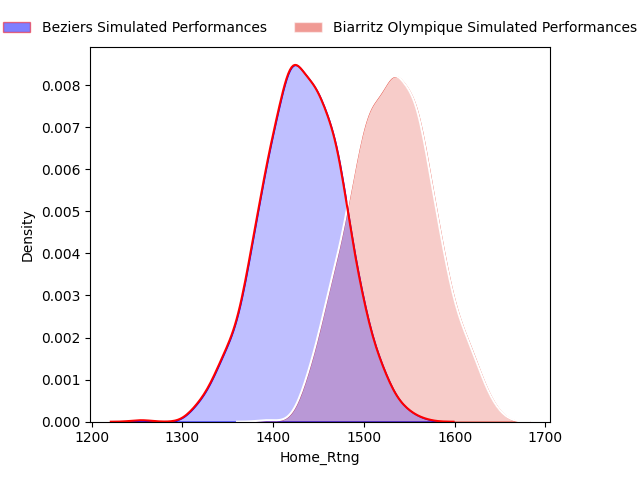 Beziers Simulated Performances
Biarritz Olympique Simulated Performances
0.008
0.007
0.006
0.005
0.004
0.003
0.002
0.001
0.000
Density
1200 1300 1400 1500 1600 1700
Home_Rtng